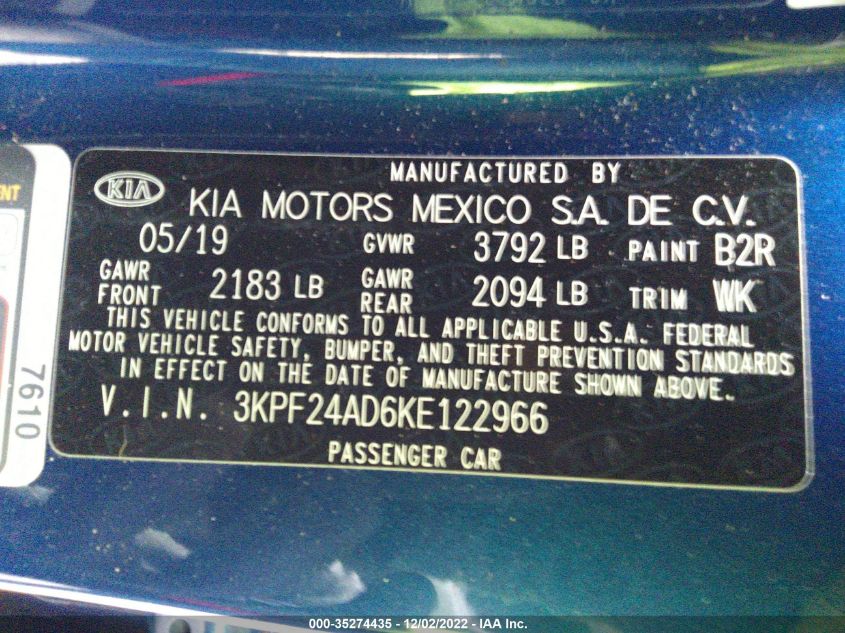 MANUFACTURED BY
KIA
KIA MOTORS MEXICO S.A. DE C.V.
05/19 GVWR 3792 LB PAINT B2R
GAWR FRONT 2183 LB GAWR REAR 2094 LB TRIM WK
THIS VEHICLE CONFORMS TO ALL APPLICABLE U.S.A. FEDERAL
MOTOR VEHICLE SAFETY, BUMPER, AND THEFT PREVENTION STANDARDS
IN EFFECT ON THE DATE OF MANUFACTURE SHOWN ABOVE.
V.I.N. 3KPF24AD6KE122966
PASSENGER CAR
7610
000-35274435 - 12/02/2022 - IAA Inc.